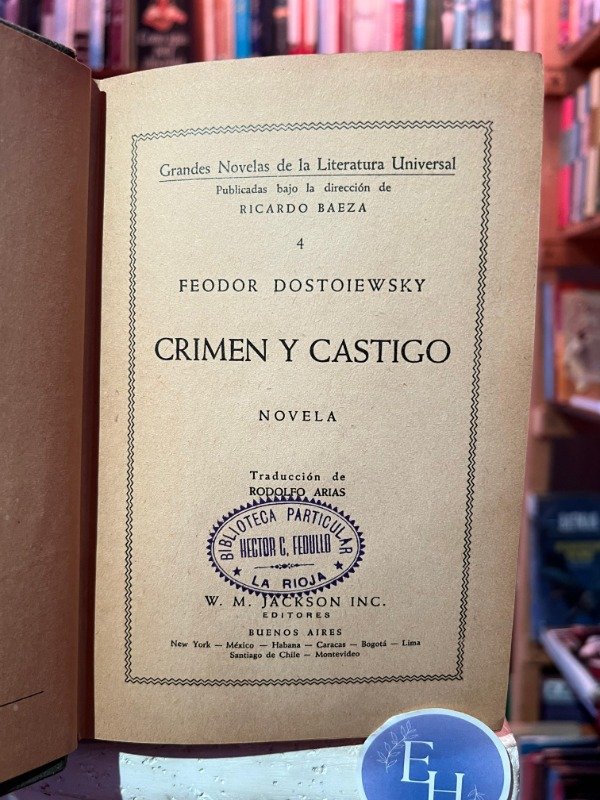 Grandes Novelas de la Literatura Universal
Publicadas bajo la dirección de
RICARDO BAEZA
4
FEODOR DOSTOIEWSKY
CRIMEN Y CASTIGO
NOVELA
Traducción de
RODOLFO ARIAS
BIBLIOTECA PARTICULAR
HECTOR C. FEDULLO
LA RIOJA
W. M. JACKSON INC.
EDITORES
BUENOS AIRES
New York — México — Habana — Caracas — Bogotá — Lima
Santiago de Chile — Montevideo
EH